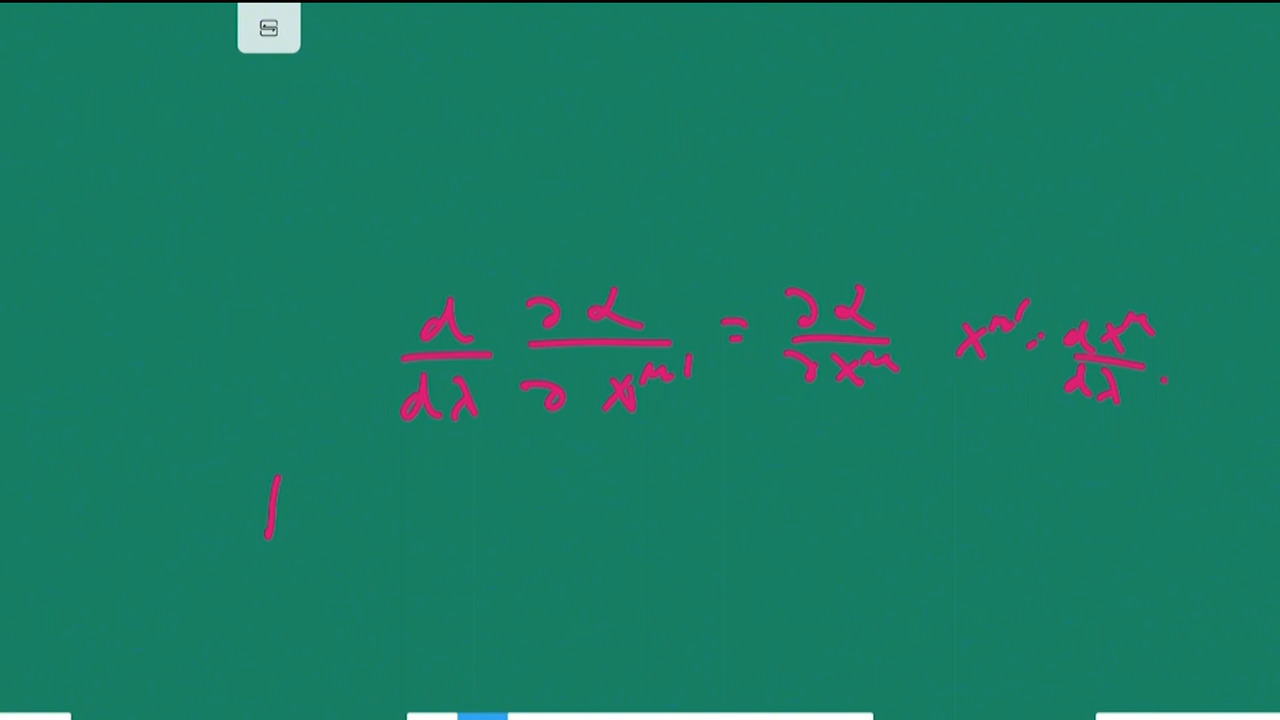 d/dλ ∂α/∂x^μ' = ∂α/∂x^μ x^μ' : dx^μ/dλ .